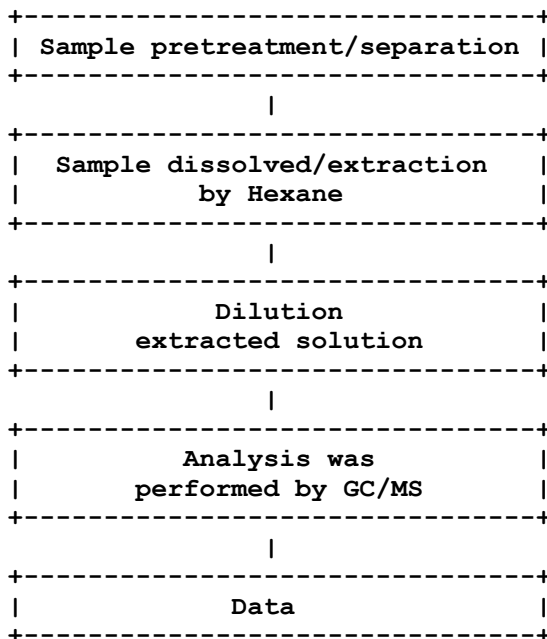 Sample pretreatment/separation
Sample dissolved/extraction
by Hexane
Dilution
extracted solution
Analysis was
performed by GC/MS
Data